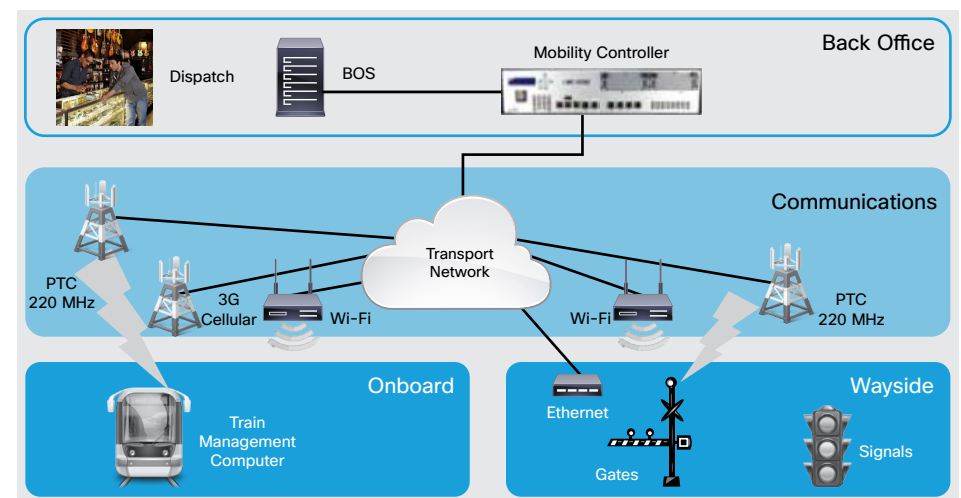 Back Office
Mobility Controller
Dispatch
BOS
Communications
Transport
Network
PTC
220 MHz
3G
Cellular
Wi-Fi
Wi-Fi
PTC
220 MHz
Onboard
Wayside
Train
Management
Computer
Ethernet
Gates
Signals